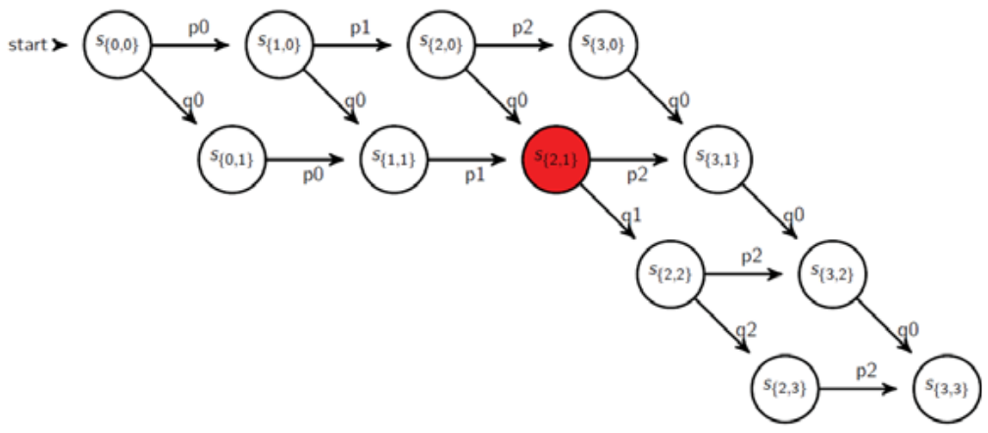 p0 p1 p2
start S{0,0} S{1,0} S{2,0} S{3,0}
q0 q0 q0 q0
S{0,1} S{1,1} S{2,1} S{3,1}
p0 p1 p2
q1 q0
p2
S{2,2} S{3,2}
q2 q0
p2
S{2,3} S{3,3}